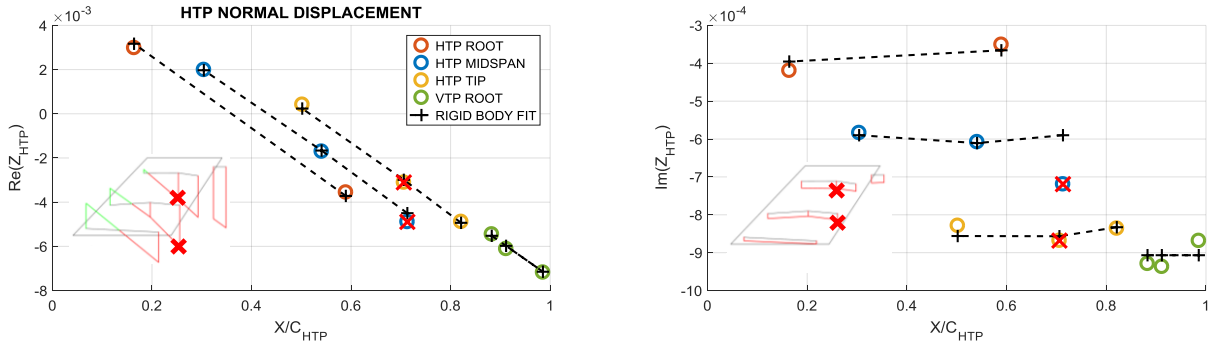 HTP NORMAL DISPLACEMENT
×10⁻³
4
2
0
-2
-4
-6
-8
Re(Z_HTP)
0
0.2
0.4
0.6
0.8
1
X/C_HTP
HTP ROOT
HTP MIDSPAN
HTP TIP
VTP ROOT
RIGID BODY FIT
×10⁻⁴
-3
-4
-5
-6
-7
-8
-9
-10
Im(Z_HTP)
0
0.2
0.4
0.6
0.8
1
X/C_HTP